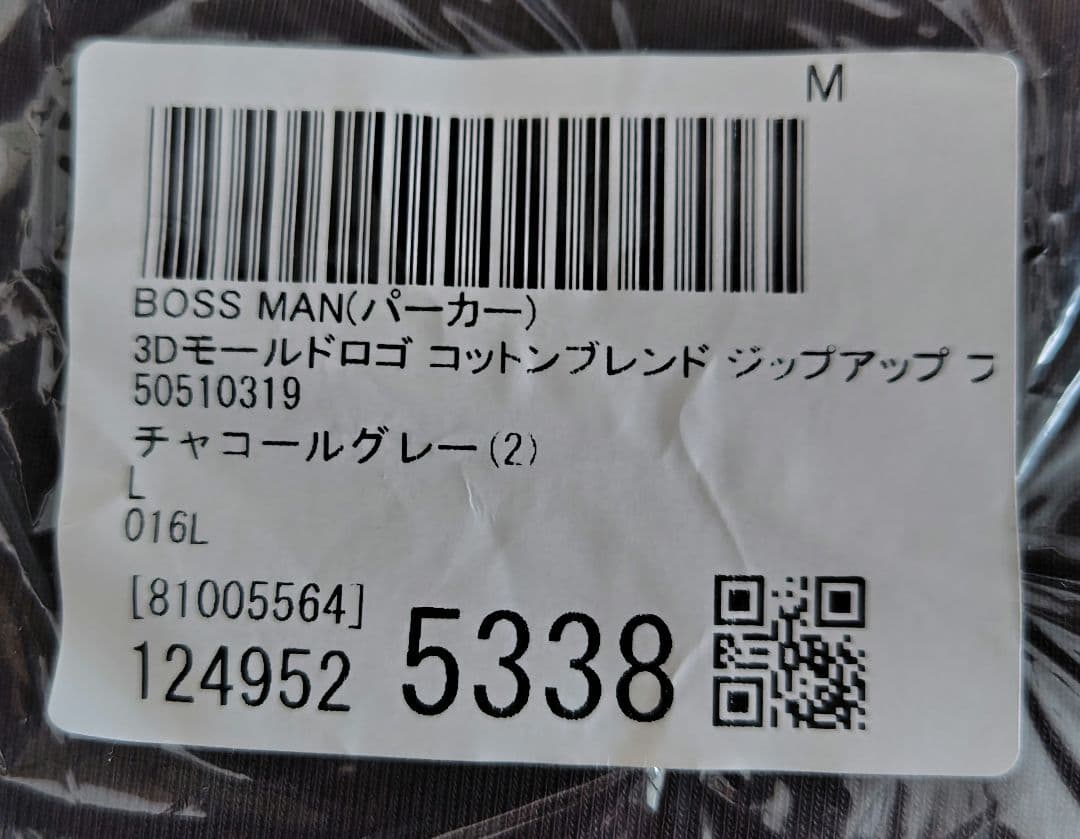 M
BOSS MAN(パーカー)
3Dモールドロゴ コットンブレンド ジップアップ フ
50510319
チャコールグレー(2)
L
016L
[81005564]
124952 5338